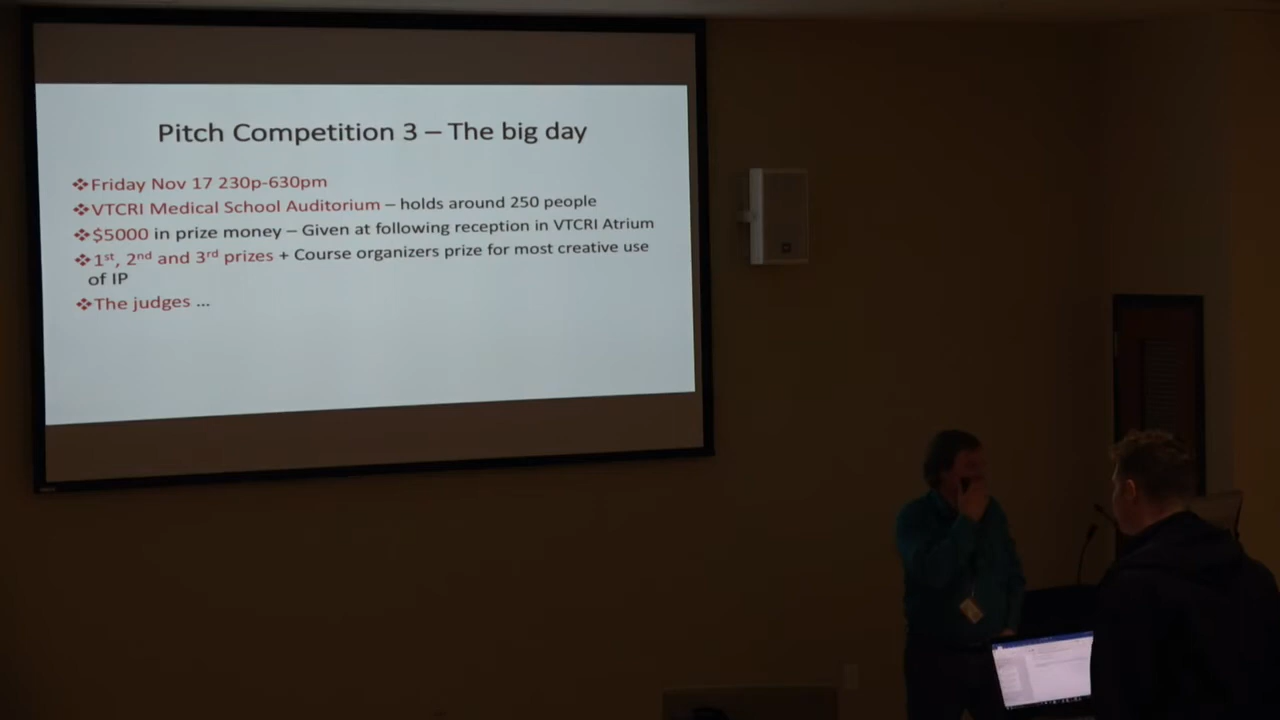 Pitch Competition 3 – The big day
❖Friday Nov 17 230p-630pm
❖VTCRI Medical School Auditorium – holds around 250 people
❖$5000 in prize money – Given at following reception in VTCRI Atrium
❖1st, 2nd and 3rd prizes + Course organizers prize for most creative use
of IP
❖The judges ...